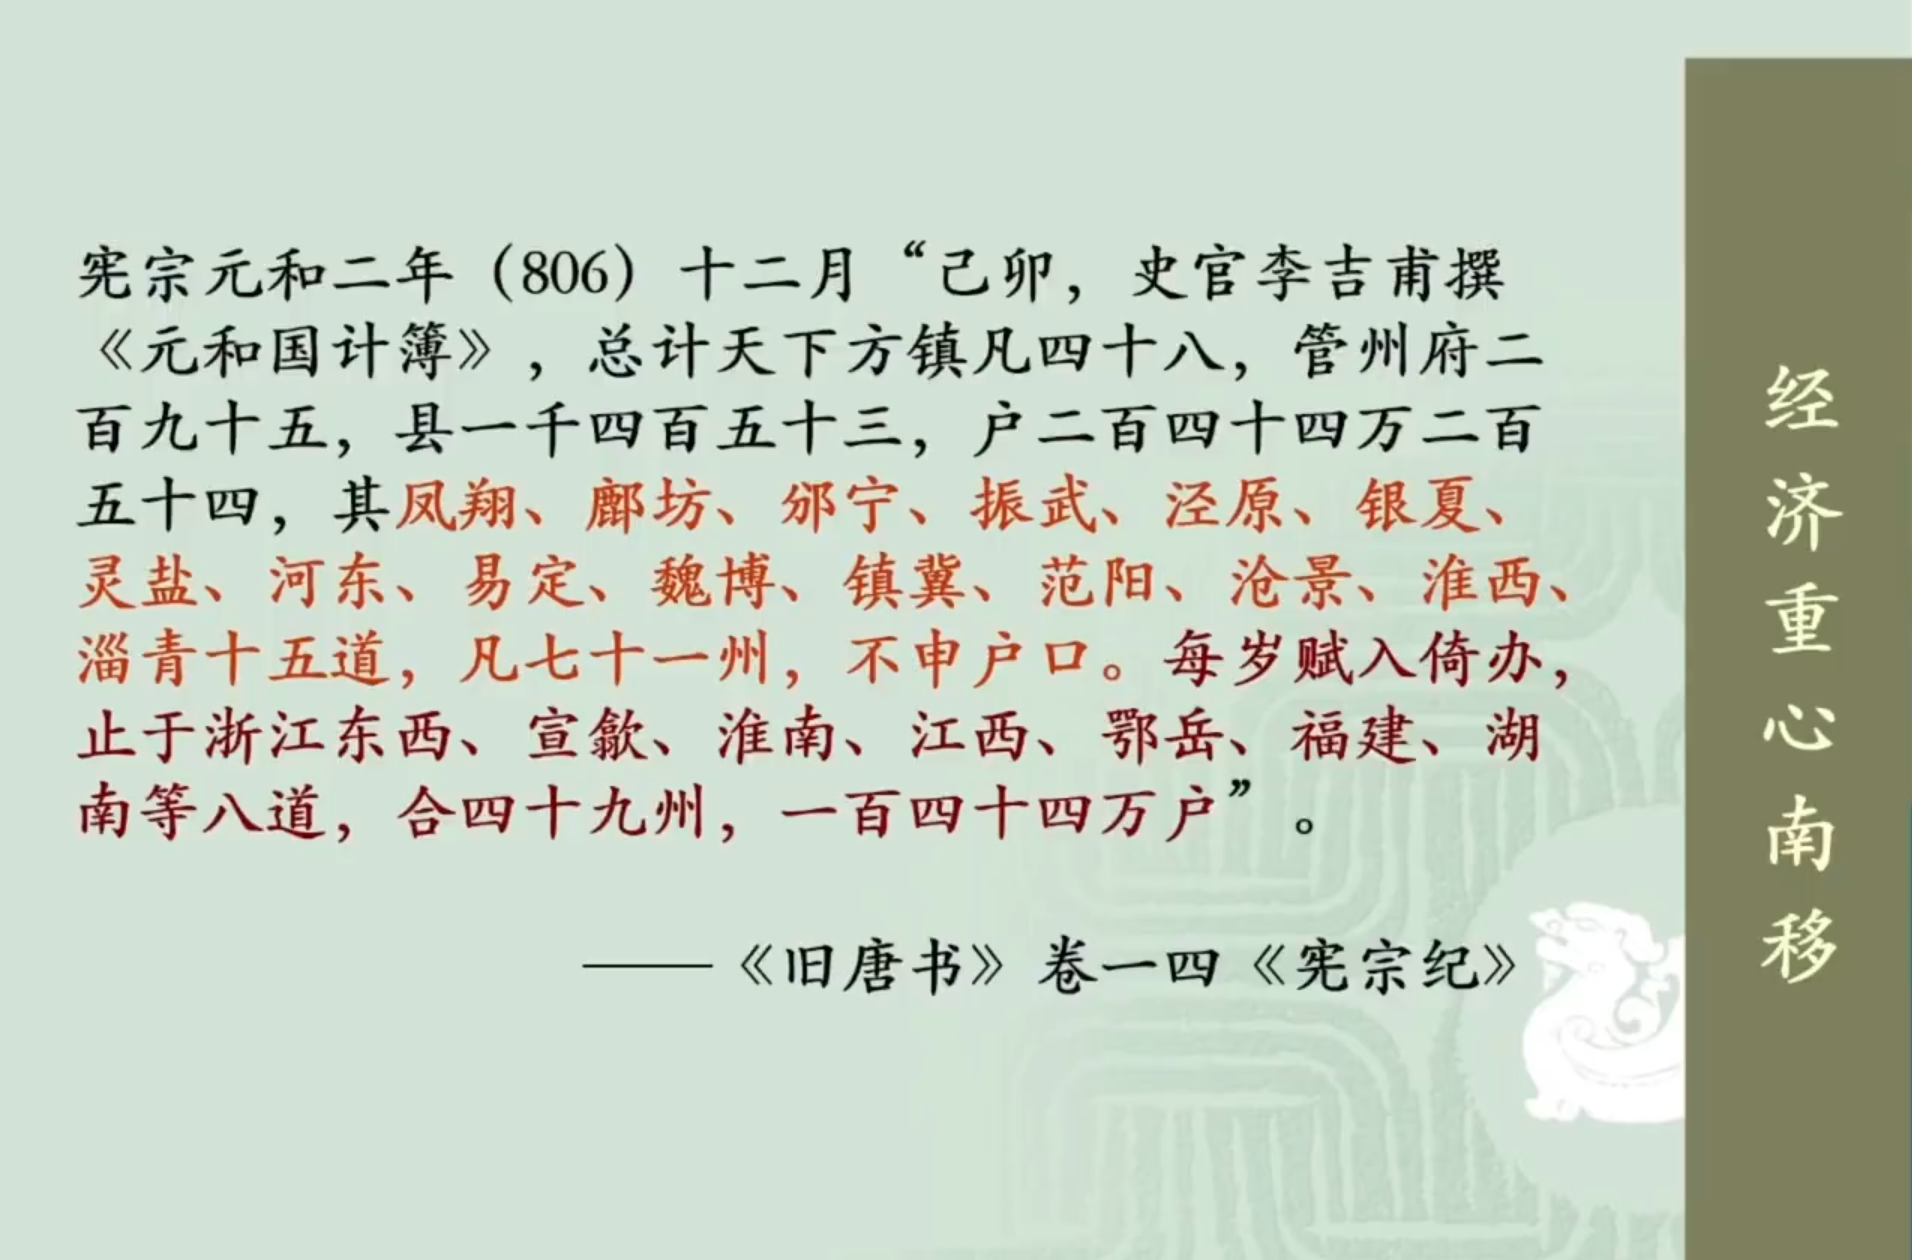 宪宗元和二年（806）十二月“己卯，史官李吉甫撰
《元和国计簿》，总计天下方镇凡四十八，管州府二
百九十五，县一千四百五十三，户二百四十四万二百
五十四，其凤翔、鄜坊、邠宁、振武、泾原、银夏、
灵盐、河东、易定、魏博、镇冀、范阳、沧景、淮西、
淄青十五道，凡七十一州，不申户口。每岁赋入倚办，
止于浙江东西、宣歙、淮南、江西、鄂岳、福建、湖
南等八道，合四十九州，一百四十四万户”。
——《旧唐书》卷一四《宪宗纪》
经济重心南移